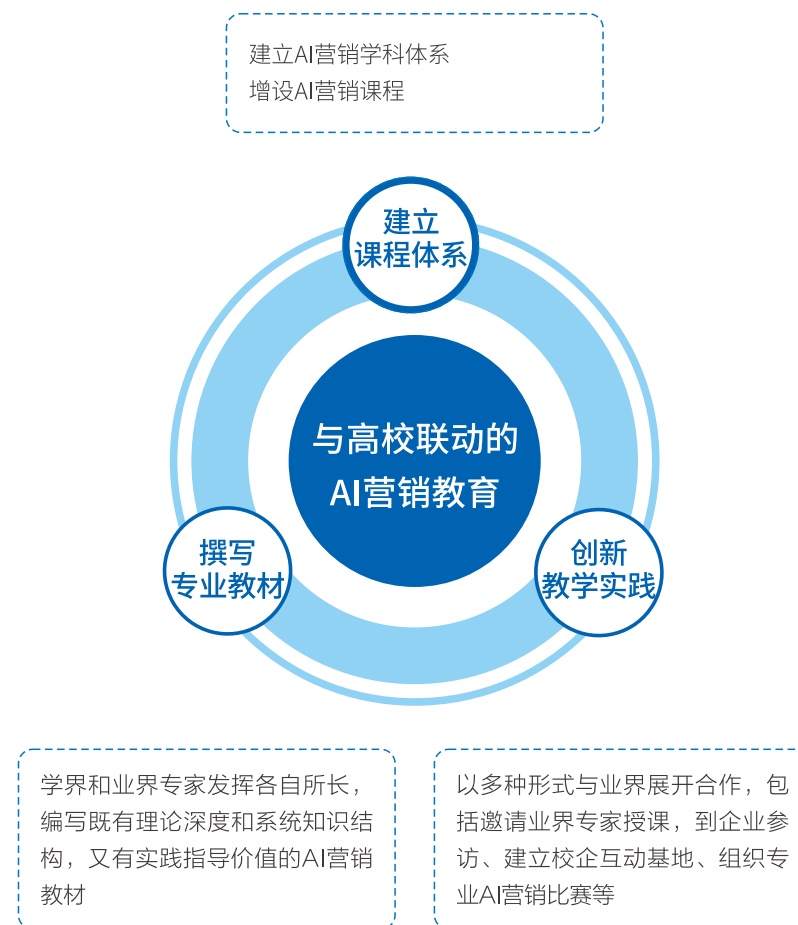 建立AI营销学科体系
增设AI营销课程
建立
课程体系
与高校联动的
AI营销教育
撰写
专业教材
创新
教学实践
学界和业界专家发挥各自所长，
编写既有理论深度和系统知识结
构，又有实践指导价值的AI营销
教材
以多种形式与业界展开合作，包
括邀请业界专家授课，到企业参
访、建立校企互动基地、组织专
业AI营销比赛等